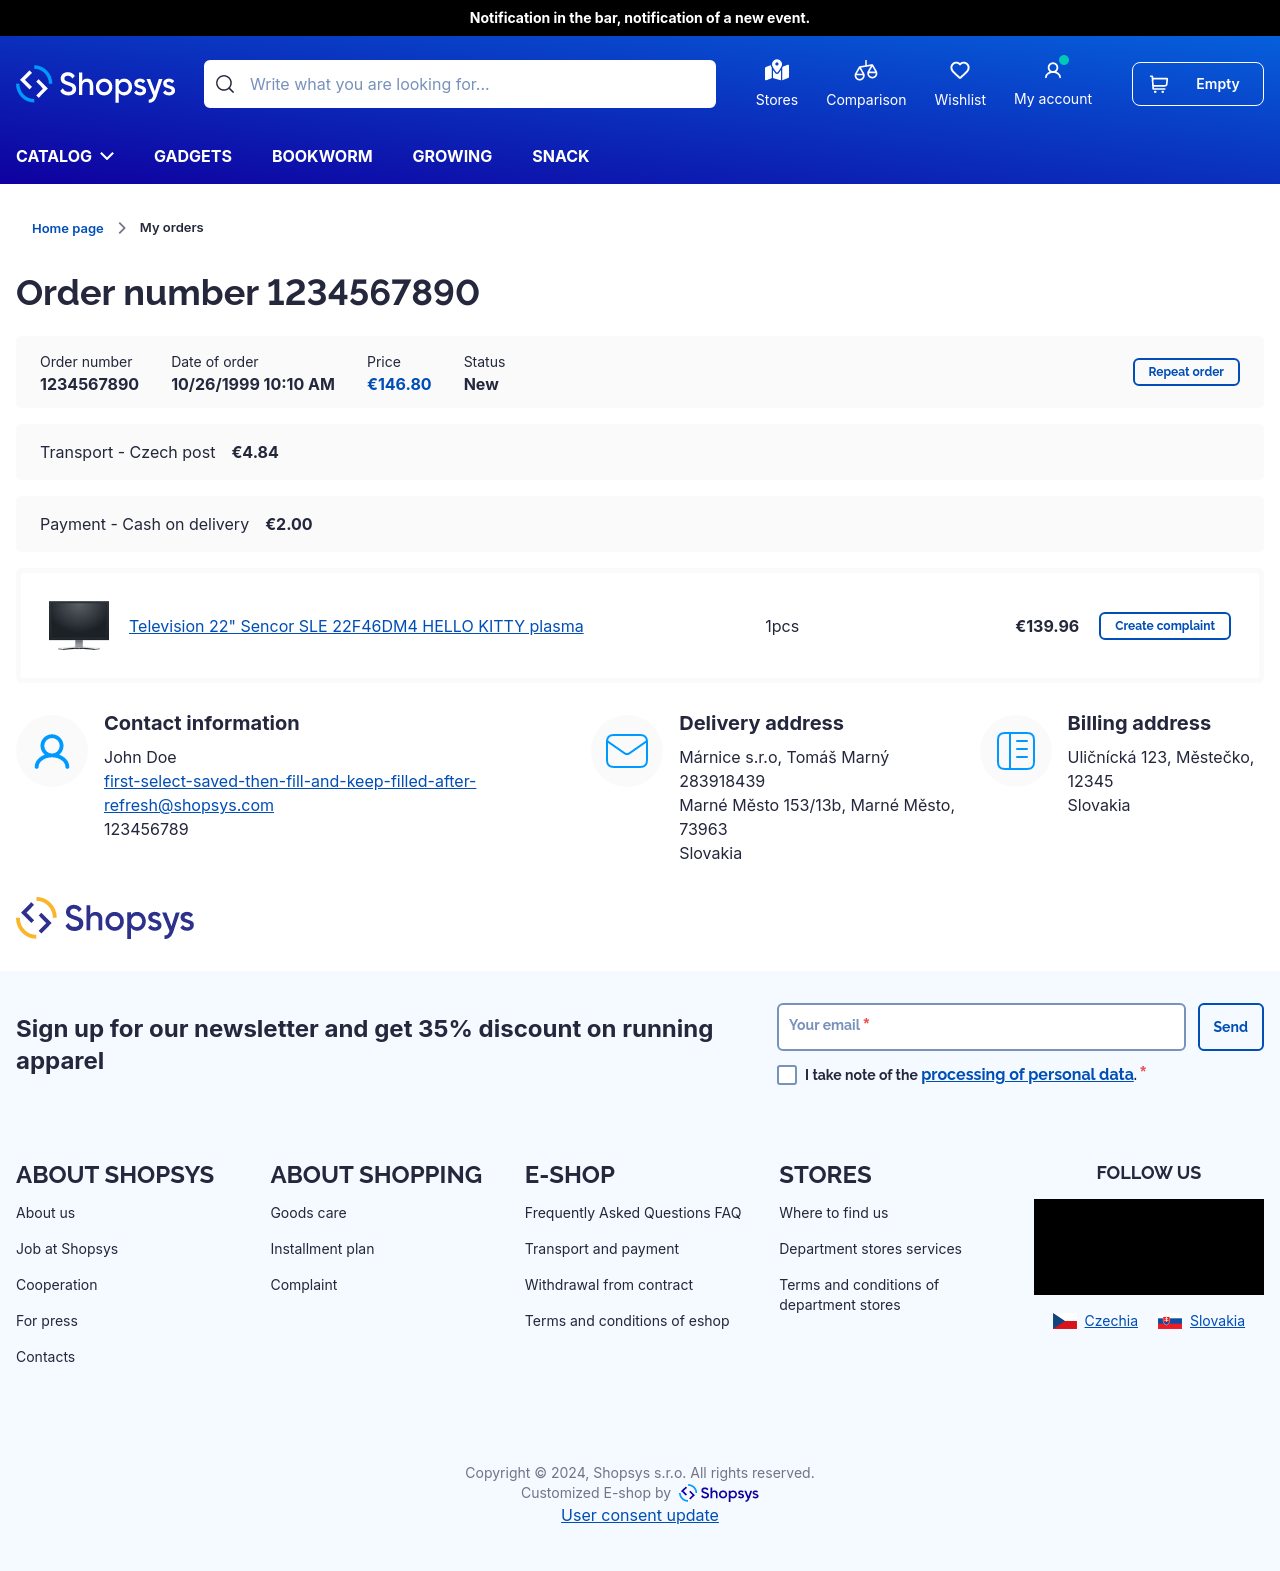 Notification in the bar, notification of a new event.
Shopsys
Write what you are looking for...
Stores
Comparison
Wishlist
My account
Empty
CATALOG
GADGETS
BOOKWORM
GROWING
SNACK
Home page
My orders
Order number 1234567890
Order number
1234567890
Date of order
10/26/1999 10:10 AM
Price
€146.80
Status
New
Repeat order
Transport - Czech post €4.84
Payment - Cash on delivery €2.00
Television 22" Sencor SLE 22F46DM4 HELLO KITTY plasma
1pcs
€139.96
Create complaint
Contact information
John Doe
first-select-saved-then-fill-and-keep-filled-after-
refresh@shopsys.com
123456789
Delivery address
Márnice s.r.o, Tomáš Marný
283918439
Marné Město 153/13b, Marné Město,
73963
Slovakia
Billing address
Uličnícká 123, Městečko,
12345
Slovakia
Shopsys
Sign up for our newsletter and get 35% discount on running
apparel
Your email *
Send
I take note of the processing of personal data. *
ABOUT SHOPSYS
About us
Job at Shopsys
Cooperation
For press
Contacts
ABOUT SHOPPING
Goods care
Installment plan
Complaint
E-SHOP
Frequently Asked Questions FAQ
Transport and payment
Withdrawal from contract
Terms and conditions of eshop
STORES
Where to find us
Department stores services
Terms and conditions of
department stores
FOLLOW US
Czechia
Slovakia
Copyright © 2024, Shopsys s.r.o. All rights reserved.
Customized E-shop by Shopsys
User consent update